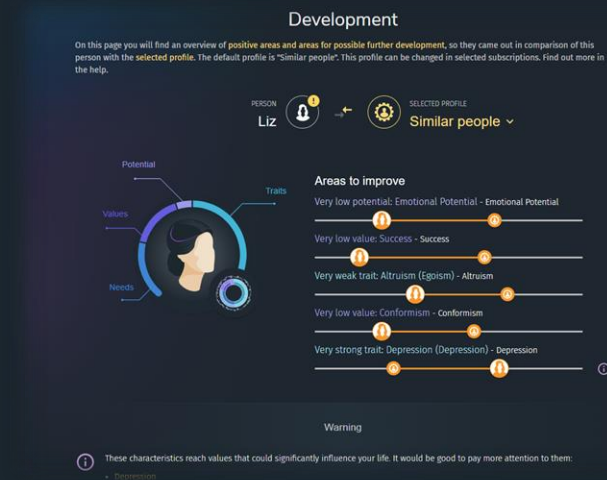 Development
On this page you will find an overview of positive areas and areas for possible further development, so they came out in comparison of this
person with the selected profile. The default profile is "Similar people". This profile can be changed in selected subscriptions. Find out more in
the help.
PERSON
Liz
SELECTED PROFILE
Similar people
Potential
Traits
Values
Needs
Areas to improve
Very low potential: Emotional Potential - Emotional Potential
Very low value: Success - Success
Very weak trait: Altruism (Egoism) - Altruism
Very low value: Conformism - Conformism
Very strong trait: Depression (Depression) - Depression
Warning
These characteristics reach values that could significantly influence your life. It would be good to pay more attention to them:
• Depression